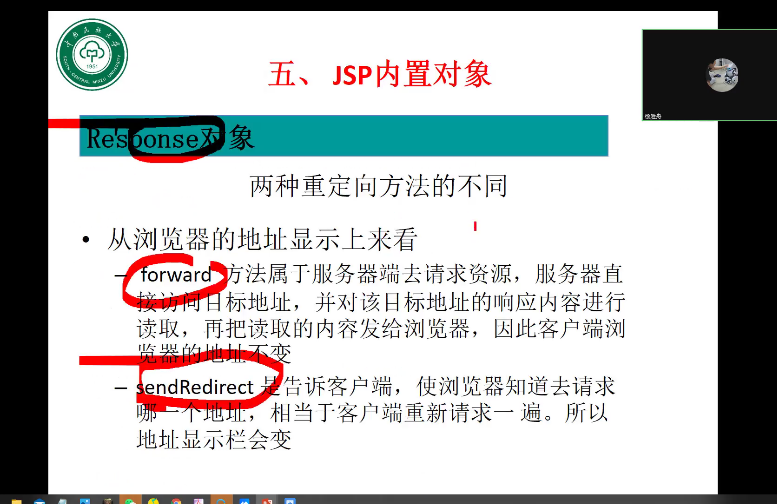 五、JSP内置对象
Response对象
两种重定向方法的不同
• 从浏览器的地址显示上来看
– forward 方法属于服务器端去请求资源，服务器直
接访问目标地址，并对该目标地址的响应内容进行
读取，再把读取的内容发给浏览器，因此客户端浏
览器的地址不变
– sendRedirect 是告诉客户端，使浏览器知道去请求
哪一个地址，相当于客户端重新请求一 遍。所以
地址显示栏会变
1951